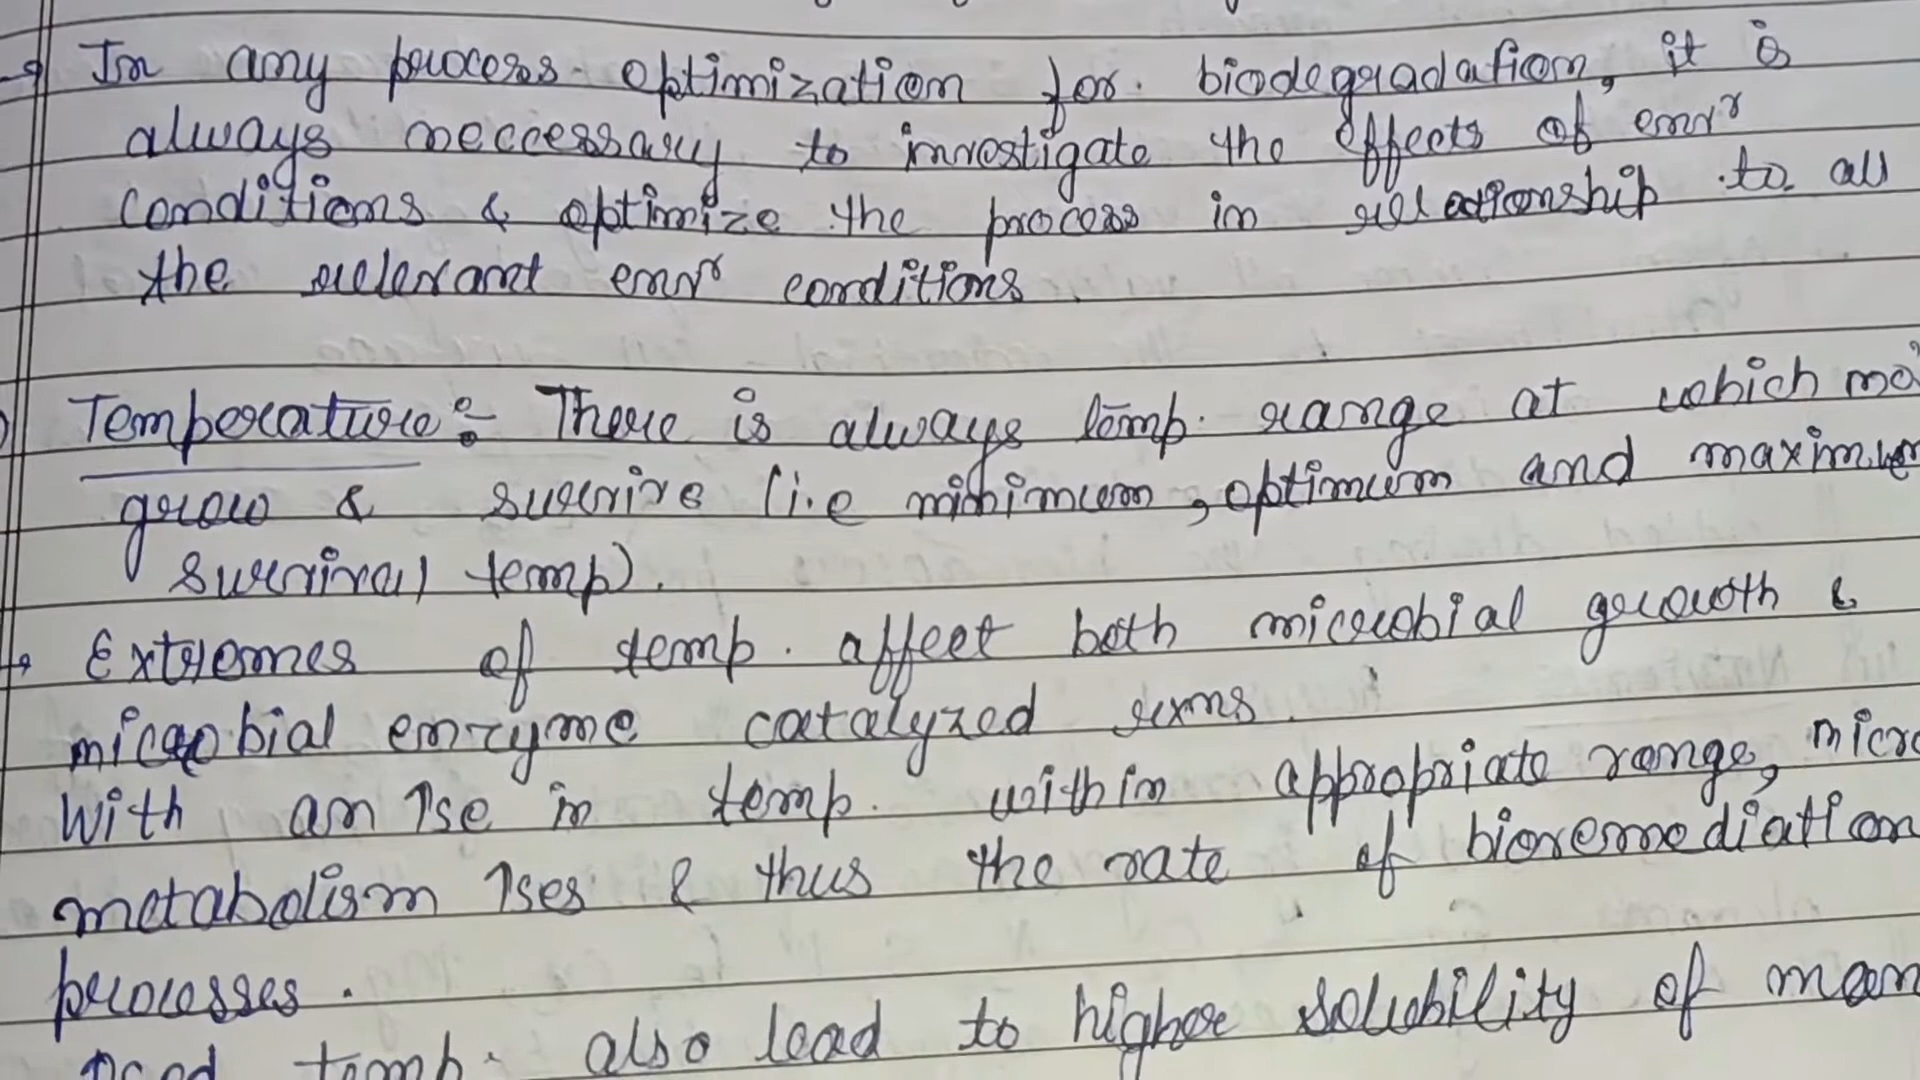 → In any process optimization for biodegradation, it is
always neccessary to investigate the effects of envrʳ
conditions & optimize the process in relationship to all
the relevant envʳ conditions
Temperature :- There is always temp. range at which mo
grow & survive (i.e minimum, optimum and maximum
survival temp).
→ Extremes of temp. affect both microbial growth &
microbial enzyme catalyzed rxns.
With an ↑se in temp. within appropriate range, micro
metabolism ↑ses & thus the rate of bioremediation
processes.
temp. also lead to higher solubility of